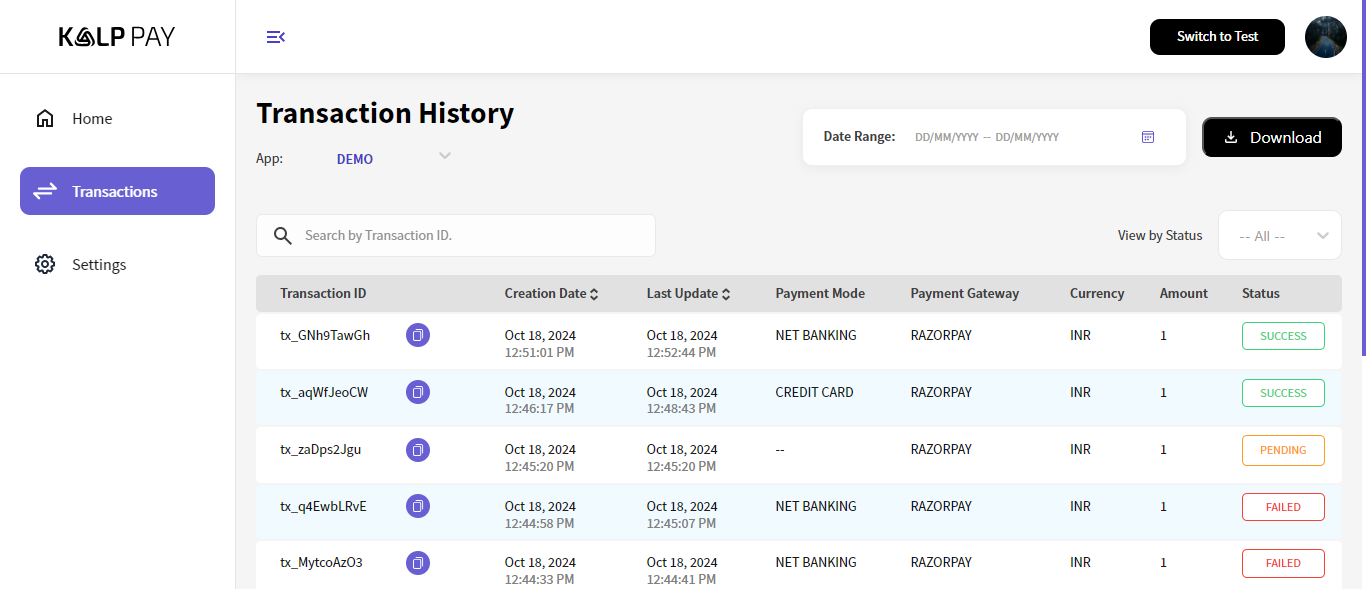 KALP PAY
Switch to Test
Home
Transactions
Settings
Transaction History
App: DEMO
Date Range: DD/MM/YYYY -- DD/MM/YYYY
Download
Search by Transaction ID.
View by Status -- All --
Transaction ID Creation Date Last Update Payment Mode Payment Gateway Currency Amount Status
tx_GNh9TawGh Oct 18, 2024 Oct 18, 2024 NET BANKING RAZORPAY INR 1 SUCCESS
12:51:01 PM 12:52:44 PM
tx_aqWfJeoCW Oct 18, 2024 Oct 18, 2024 CREDIT CARD RAZORPAY INR 1 SUCCESS
12:46:17 PM 12:48:43 PM
tx_zaDps2Jgu Oct 18, 2024 Oct 18, 2024 -- RAZORPAY INR 1 PENDING
12:45:20 PM 12:45:20 PM
tx_q4EwbLRvE Oct 18, 2024 Oct 18, 2024 NET BANKING RAZORPAY INR 1 FAILED
12:44:58 PM 12:45:07 PM
tx_MytcoAzO3 Oct 18, 2024 Oct 18, 2024 NET BANKING RAZORPAY INR 1 FAILED
12:44:33 PM 12:44:41 PM